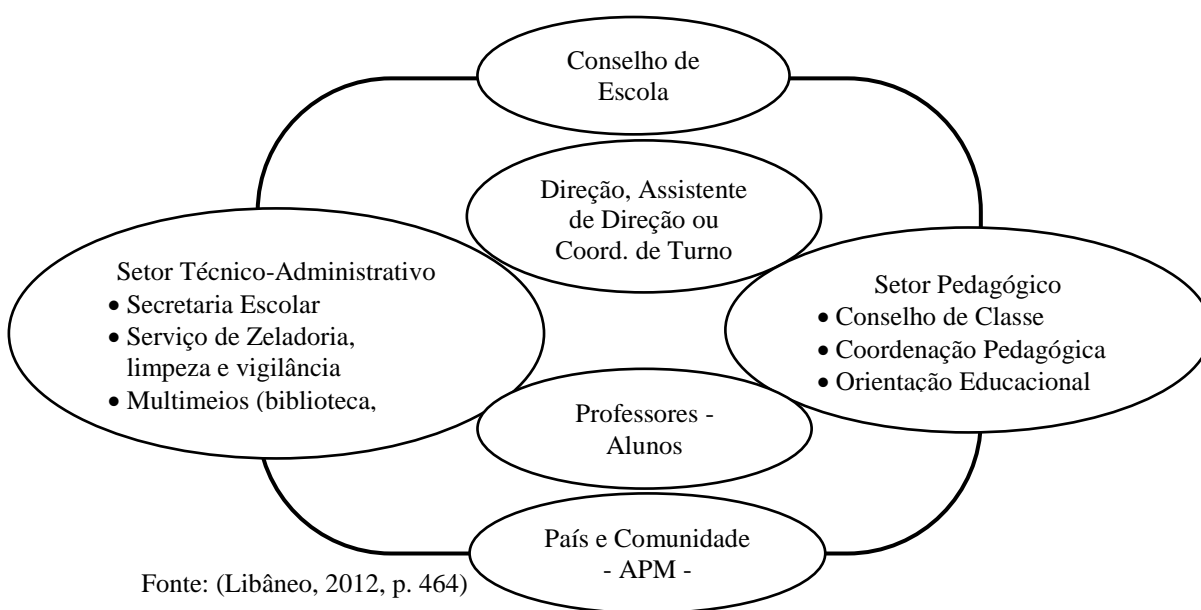 Conselho de
Escola
Direção, Assistente
de Direção ou
Coord. de Turno
Setor Técnico-Administrativo
• Secretaria Escolar
• Serviço de Zeladoria,
limpeza e vigilância
• Multimeios (biblioteca,
Setor Pedagógico
• Conselho de Classe
• Coordenação Pedagógica
• Orientação Educacional
Professores -
Alunos
País e Comunidade
- APM -
Fonte: (Libâneo, 2012, p. 464)